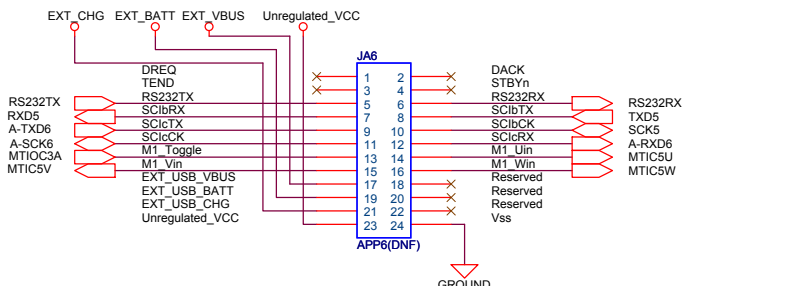 EXT_CHG EXT_BATT EXT_VBUS Unregulated_VCC
JA6
DREQ 1 2 DACK
TEND 3 4 STBYn
RS232TX RS232TX 5 6 RS232RX RS232RX
RXD5 SCIbRX 7 8 SCIbTX TXD5
A-TXD6 SCIcTX 9 10 SCIbCK SCK5
A-SCK6 SCIcCK 11 12 SCIcRX A-RXD6
MTIOC3A M1_Toggle 13 14 M1_Uin MTIC5U
MTIC5V M1_Vin 15 16 M1_Win MTIC5W
EXT_USB_VBUS 17 18 Reserved
EXT_USB_BATT 19 20 Reserved
EXT_USB_CHG 21 22 Reserved
Unregulated_VCC 23 24 Vss
APP6(DNF)
GROUND